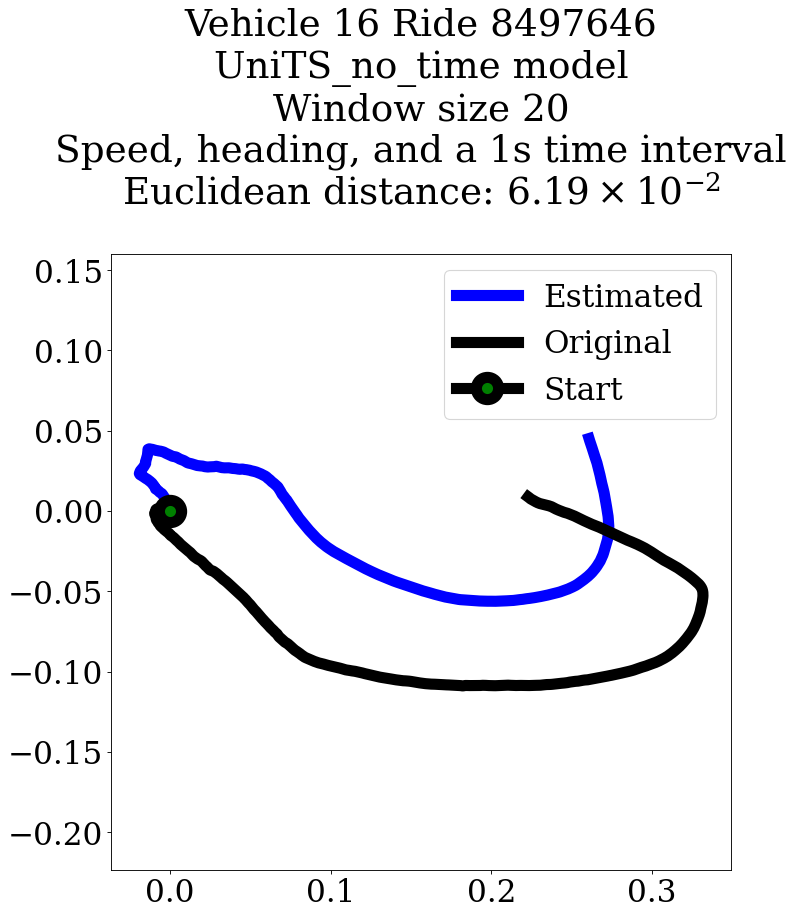 Vehicle 16 Ride 8497646
UniTS_no_time model
Window size 20
Speed, heading, and a 1s time interval
Euclidean distance: 6.19 × 10⁻²
Estimated
Original
Start
0.15
0.10
0.05
0.00
−0.05
−0.10
−0.15
−0.20
0.0 0.1 0.2 0.3